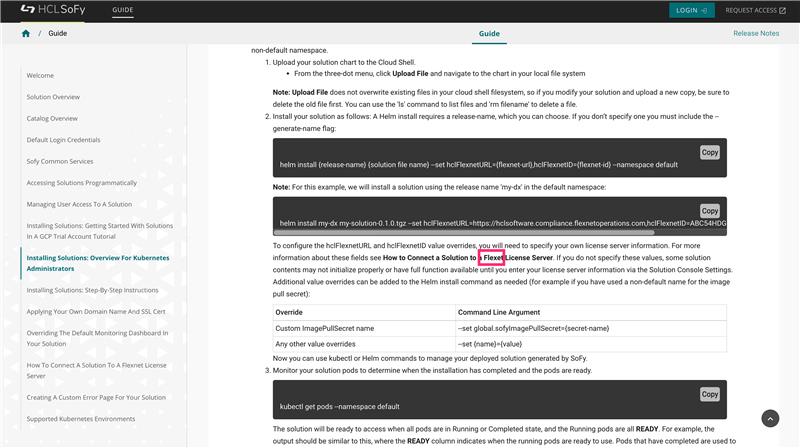 HCLSoFy
GUIDE
LOGIN
REQUEST ACCESS
/ Guide
Guide
Release Notes
Welcome
Solution Overview
Catalog Overview
Default Login Credentials
Sofy Common Services
Accessing Solutions Programmatically
Managing User Access To A Solution
Installing Solutions: Getting Started With Solutions
In A GCP Trial Account Tutorial
Installing Solutions: Overview For Kubernetes
Administrators
Installing Solutions: Step-By-Step Instructions
Applying Your Own Domain Name And SSL Cert
Overriding The Default Monitoring Dashboard In
Your Solution
How To Connect A Solution To A Flexnet License
Server
Creating A Custom Error Page For Your Solution
Supported Kubernetes Environments
non-default namespace.
1. Upload your solution chart to the Cloud Shell.
• From the three-dot menu, click Upload File and navigate to the chart in your local file system
Note: Upload File does not overwrite existing files in your cloud shell filesystem, so if you modify your solution and upload a new copy, be sure to
delete the old file first. You can use the 'ls' command to list files and 'rm filename' to delete a file.
2. Install your solution as follows: A Helm install requires a release-name, which you can choose. If you don't specify one you must include the --
generate-name flag:
Copy
helm install {release-name} {solution file name} --set hclFlexnetURL={flexnet-url},hclFlexnetID={flexnet-id} --namespace default
Note: For this example, we will install a solution using the release name 'my-dx' in the default namespace:
Copy
helm install my-dx my-solution-0.1.0.tgz --set hclFlexnetURL=https://hclsoftware.compliance.flexnetoperations.com,hclFlexnetID=ABC54HDG
To configure the hclFlexnetURL and hclFlexnetID value overrides, you will need to specify your own license server information. For more
information about these fields see How to Connect a Solution to a Flexet License Server. If you do not specify these values, some solution
contents may not initialize properly or have full function available until you enter your license server information via the Solution Console Settings.
Additional value overrides can be added to the Helm install command as needed (for example if you have used a non-default name for the image
pull secret):
Override Command Line Argument
Custom ImagePullSecret name --set global.sofyImagePullSecret={secret-name}
Any other value overrides --set {name}={value}
Now you can use kubectl or Helm commands to manage your deployed solution generated by SoFy.
3. Monitor your solution pods to determine when the installation has completed and the pods are ready.
Copy
kubectl get pods --namespace default
The solution will be ready to access when all pods are in Running or Completed state, and the Running pods are all READY. For example, the
output should be similar to this, where the READY column indicates when the running pods are ready to use. Pods that have completed are used to